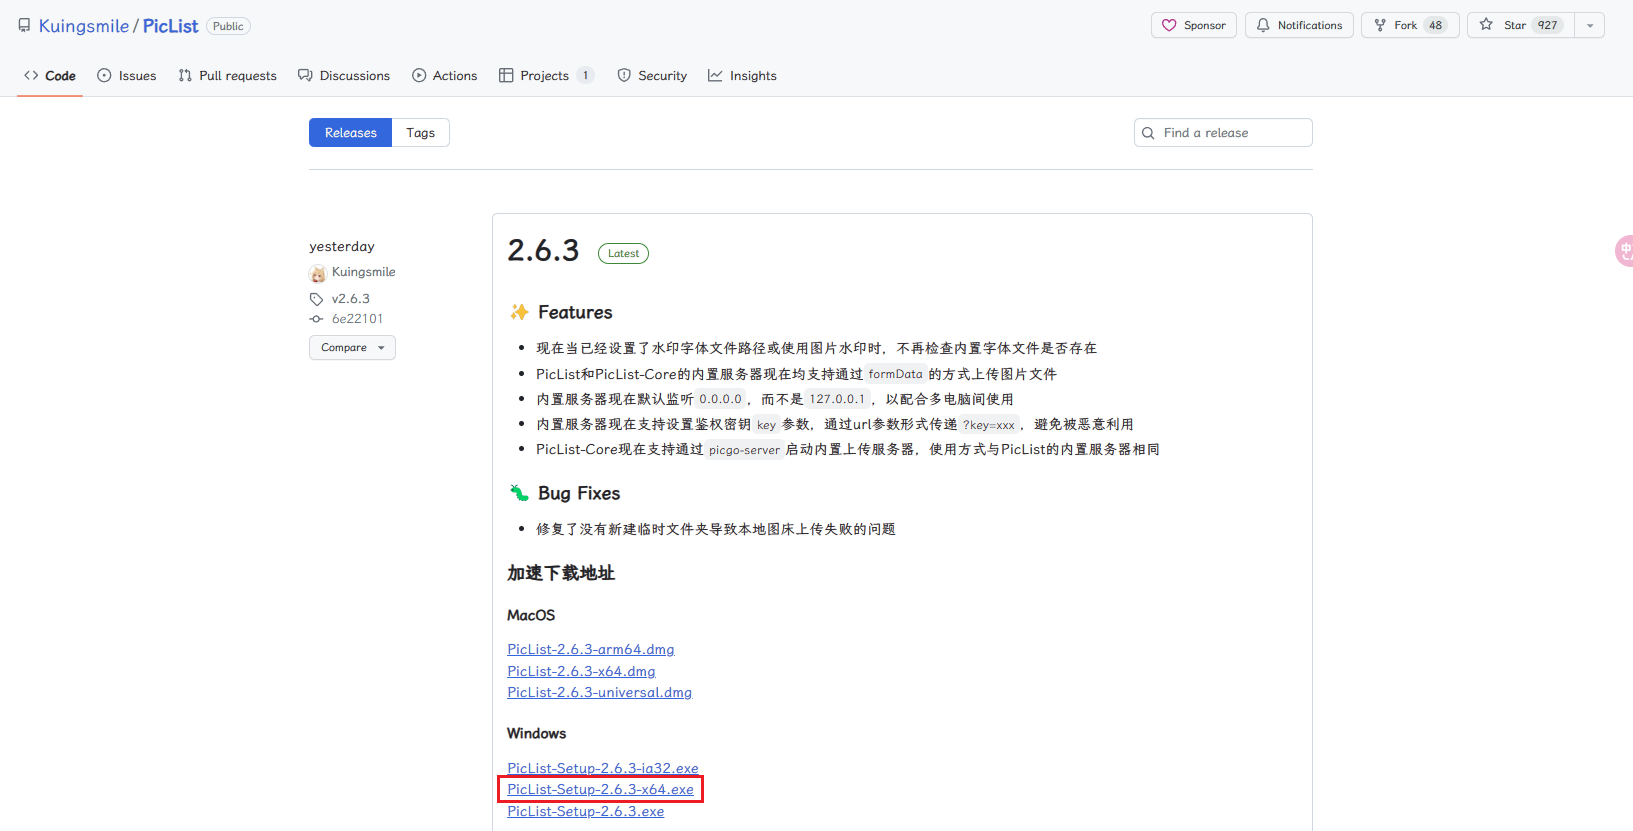 Kuingsmile / PicList Public
Sponsor Notifications Fork 48 Star 927
Code Issues Pull requests Discussions Actions Projects 1 Security Insights
Releases Tags
Find a release
yesterday
Kuingsmile
v2.6.3
6e22101
Compare
2.6.3 Latest
✨ Features
现在当已经设置了水印字体文件路径或使用图片水印时，不再检查内置字体文件是否存在
PicList和PicList-Core的内置服务器现在均支持通过 formData 的方式上传图片文件
内置服务器现在默认监听 0.0.0.0 ，而不是 127.0.0.1 ，以配合多电脑间使用
内置服务器现在支持设置鉴权密钥 key 参数，通过url参数形式传递 ?key=xxx ，避免被恶意利用
PicList-Core现在支持通过 picgo-server 启动内置上传服务器，使用方式与PicList的内置服务器相同
🐛 Bug Fixes
修复了没有新建临时文件夹导致本地图床上传失败的问题
加速下载地址
MacOS
PicList-2.6.3-arm64.dmg
PicList-2.6.3-x64.dmg
PicList-2.6.3-universal.dmg
Windows
PicList-Setup-2.6.3-ia32.exe
PicList-Setup-2.6.3-x64.exe
PicList-Setup-2.6.3.exe
中